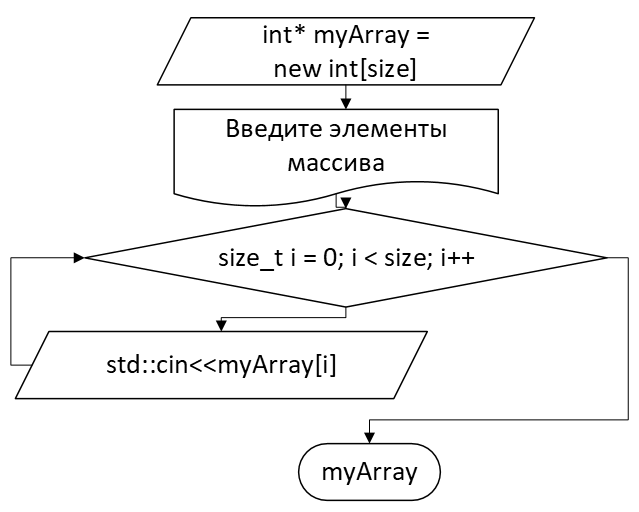 int* myArray =
new int[size]
Введите элементы
массива
size_t i = 0; i < size; i++
std::cin<<myArray[i]
myArray